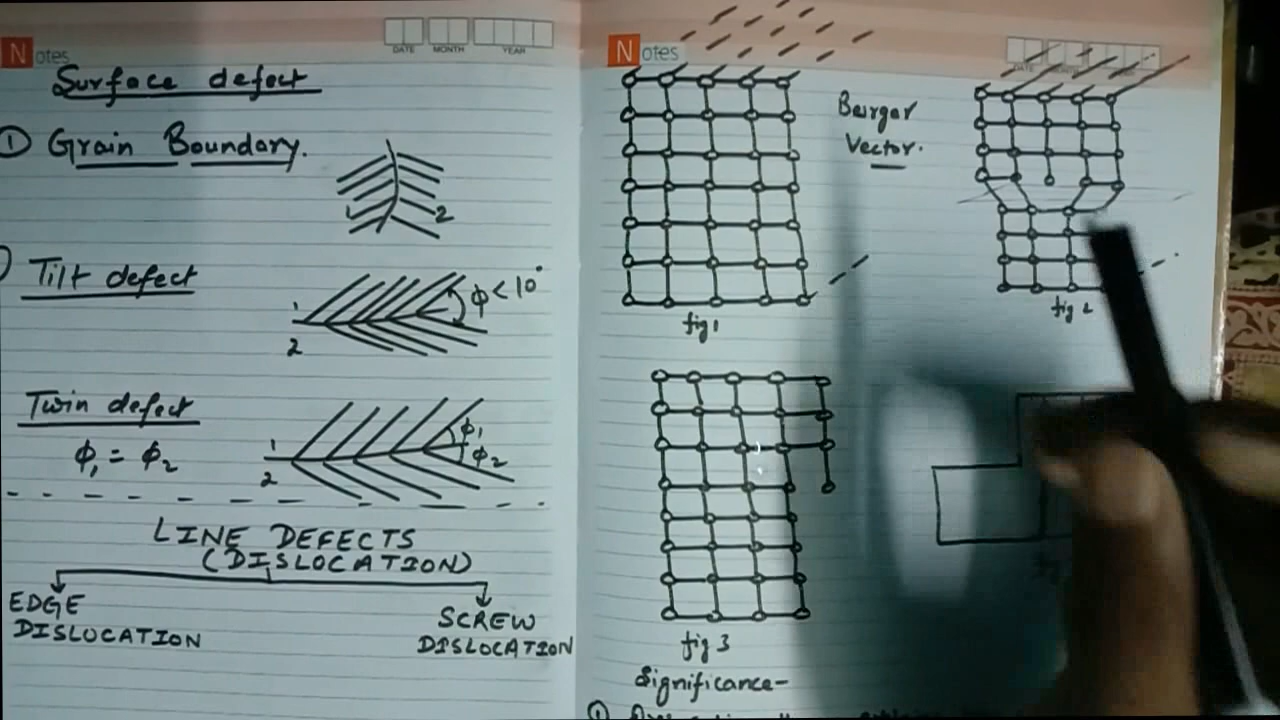 Notes
DATE MONTH YEAR
Surface defect
① Grain Boundary.
1 2
Tilt defect
1
2
ϕ < 10°
Twin defect
ϕ₁ = ϕ₂
1
2
ϕ₁
ϕ₂
LINE DEFECTS
(DISLOCATION)
EDGE
DISLOCATION
SCREW
DISLOCATION
Notes
Burger
Vector.
fig 1
fig 2
fig 3
Significance-
①